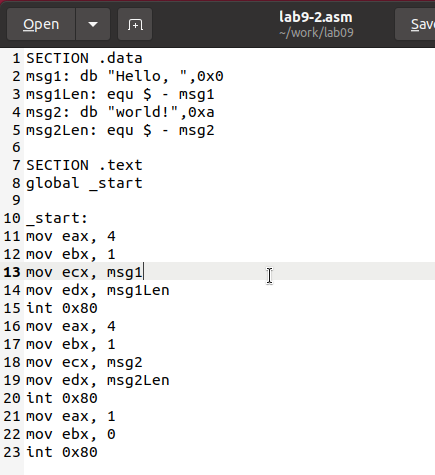 Open
lab9-2.asm
~/work/lab09
Sav
1 SECTION .data
2 msg1: db "Hello, ",0x0
3 msg1Len: equ $ - msg1
4 msg2: db "world!",0xa
5 msg2Len: equ $ - msg2
6
7 SECTION .text
8 global _start
9
10 _start:
11 mov eax, 4
12 mov ebx, 1
13 mov ecx, msg1
14 mov edx, msg1Len
15 int 0x80
16 mov eax, 4
17 mov ebx, 1
18 mov ecx, msg2
19 mov edx, msg2Len
20 int 0x80
21 mov eax, 1
22 mov ebx, 0
23 int 0x80